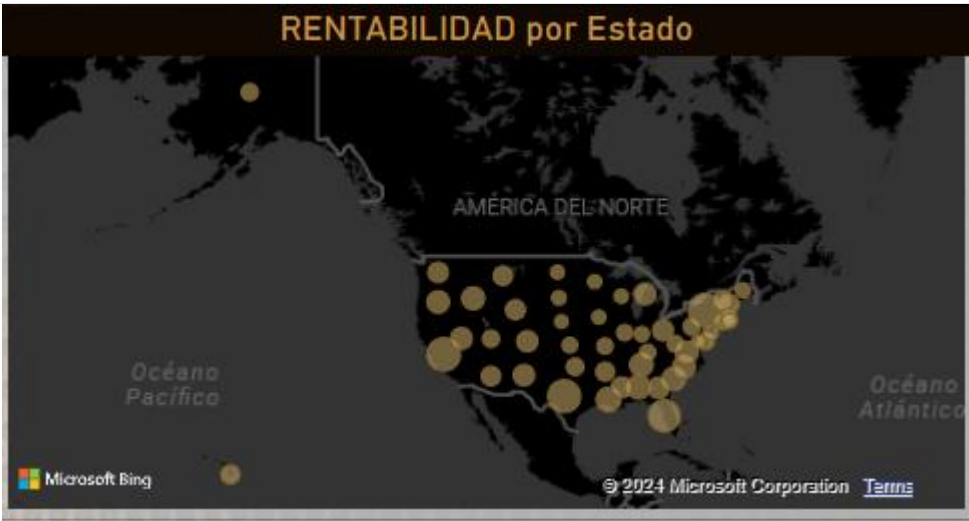 RENTABILIDAD por Estado
AMÉRICA DEL NORTE
Océano
Pacífico
Océano
Atlántico
Microsoft Bing
© 2024 Microsoft Corporation Terms